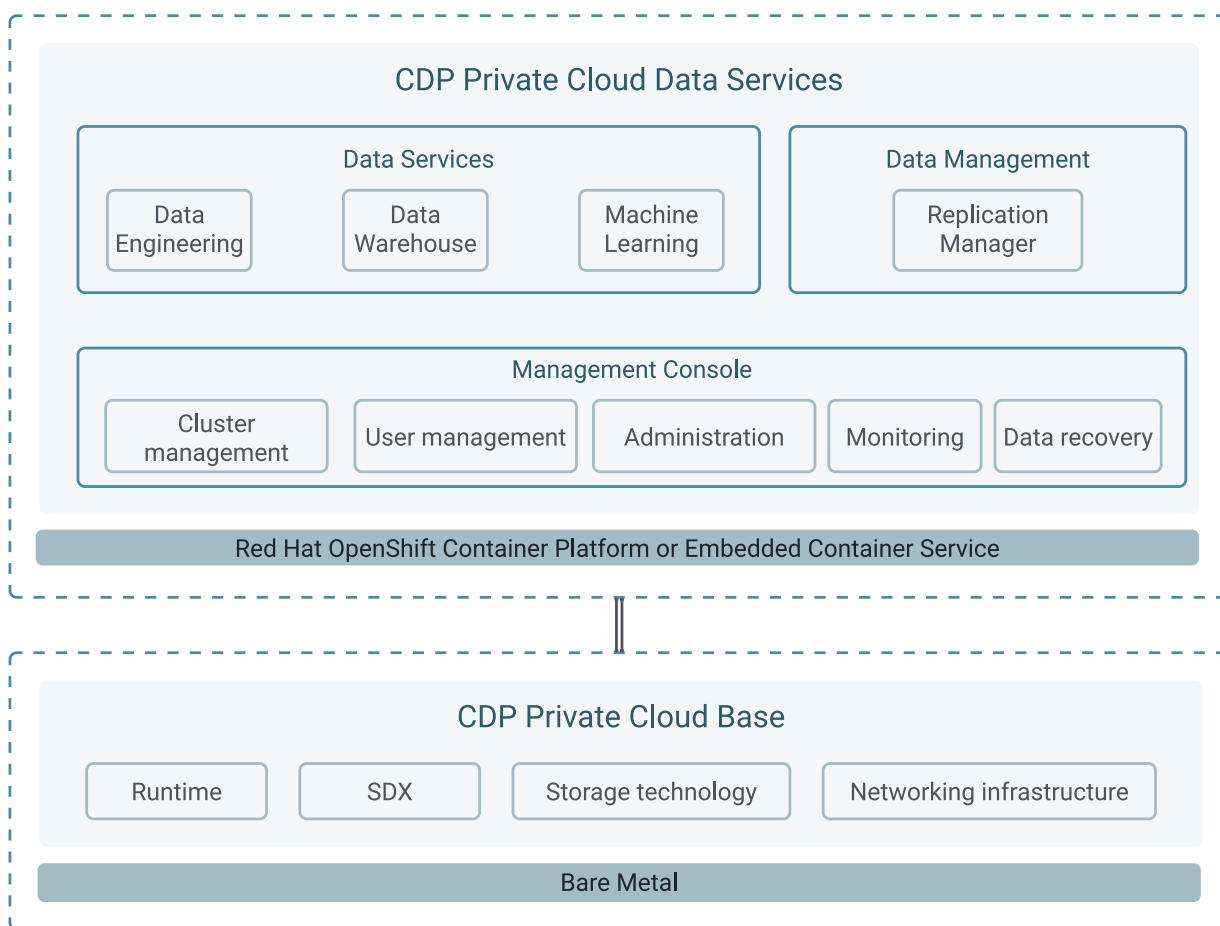 CDP Private Cloud Data Services
Data Services
Data
Engineering
Data
Warehouse
Machine
Learning
Data Management
Replication
Manager
Management Console
Cluster
management
User management
Administration
Monitoring
Data recovery
Red Hat OpenShift Container Platform or Embedded Container Service
CDP Private Cloud Base
Runtime
SDX
Storage technology
Networking infrastructure
Bare Metal